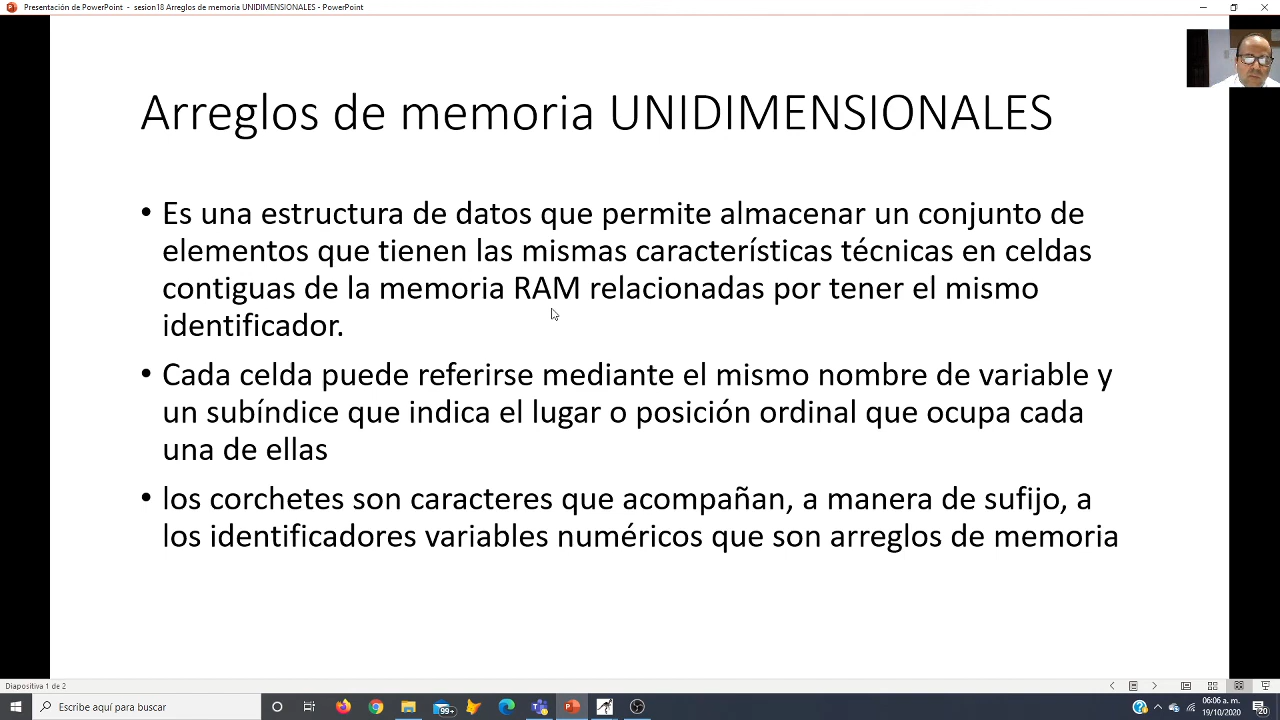 Presentación de PowerPoint - sesion18 Arreglos de memoria UNIDIMENSIONALES - PowerPoint
Arreglos de memoria UNIDIMENSIONALES
• Es una estructura de datos que permite almacenar un conjunto de
elementos que tienen las mismas características técnicas en celdas
contiguas de la memoria RAM relacionadas por tener el mismo
identificador.
• Cada celda puede referirse mediante el mismo nombre de variable y
un subíndice que indica el lugar o posición ordinal que ocupa cada
una de ellas
• los corchetes son caracteres que acompañan, a manera de sufijo, a
los identificadores variables numéricos que son arreglos de memoria
Diapositiva 1 de 2
Escribe aquí para buscar
99+
06:06 a. m.
19/10/2020
20